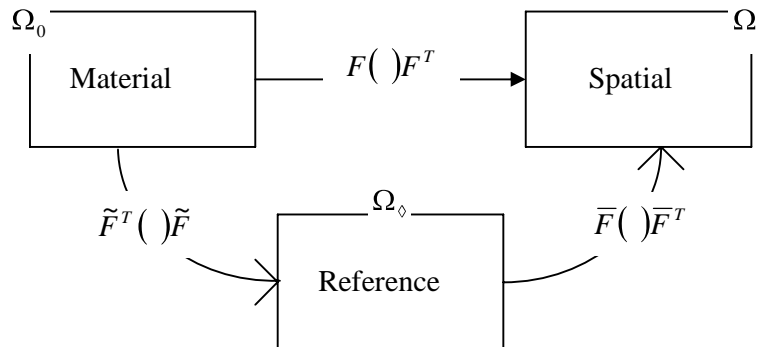 Ω₀
Ω
Material
F( )Fᵀ
Spatial
F̃ᵀ( )F̃
Ω◊
F̅( )F̅ᵀ
Reference